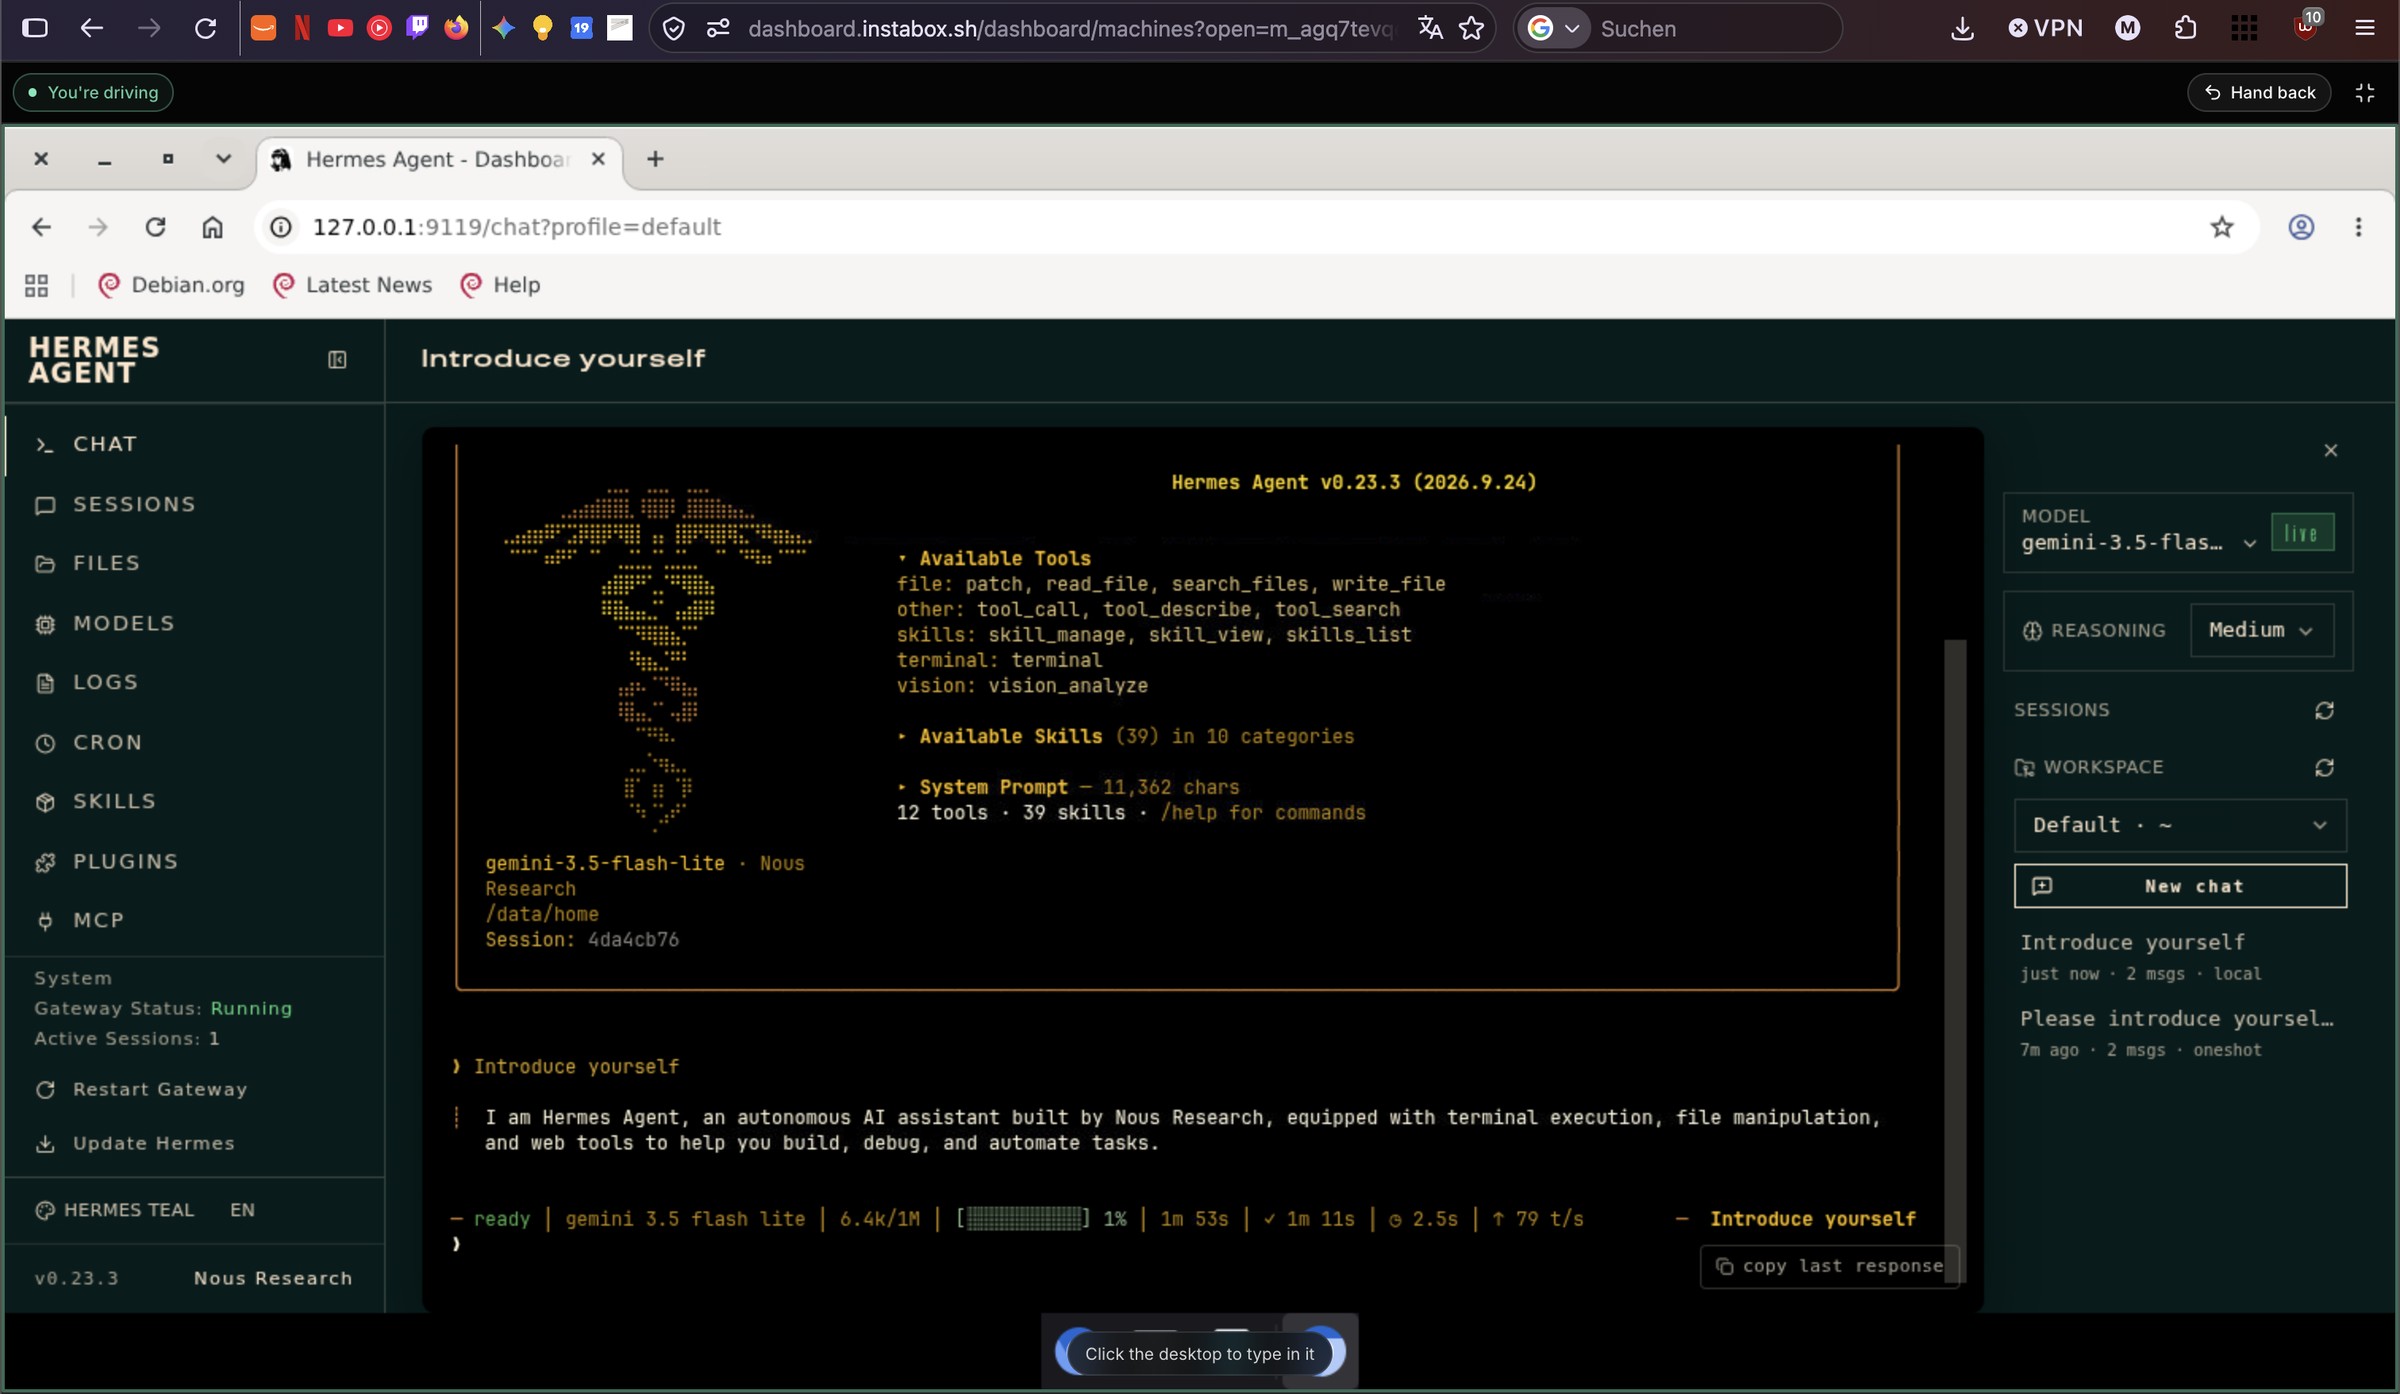 dashboard.instabox.sh/dashboard/machines?open=m_agq7tevq
Suchen
VPN
10
You're driving
Hand back
Hermes Agent - Dashboar
127.0.0.1:9119/chat?profile=default
Debian.org
Latest News
Help
HERMES
AGENT
Introduce yourself
CHAT
SESSIONS
FILES
MODELS
LOGS
CRON
SKILLS
PLUGINS
MCP
System
Gateway Status: Running
Active Sessions: 1
Restart Gateway
Update Hermes
HERMES TEAL EN
v0.23.3 Nous Research
Hermes Agent v0.23.3 (2026.9.24)
▾ Available Tools
file: patch, read_file, search_files, write_file
other: tool_call, tool_describe, tool_search
skills: skill_manage, skill_view, skills_list
terminal: terminal
vision: vision_analyze
▸ Available Skills (39) in 10 categories
▸ System Prompt — 11,362 chars
12 tools · 39 skills · /help for commands
gemini-3.5-flash-lite · Nous
Research
/data/home
Session: 4da4cb76
❯ Introduce yourself
I am Hermes Agent, an autonomous AI assistant built by Nous Research, equipped with terminal execution, file manipulation,
and web tools to help you build, debug, and automate tasks.
— ready | gemini 3.5 flash lite | 6.4k/1M | [] 1% | 1m 53s | ✓ 1m 11s | 2.5s | ↑ 79 t/s — Introduce yourself
❯
copy last response
MODEL
gemini-3.5-flas…
live
REASONING
Medium
SESSIONS
WORKSPACE
Default · ~
New chat
Introduce yourself
just now · 2 msgs · local
Please introduce yoursel…
7m ago · 2 msgs · oneshot
Click the desktop to type in it